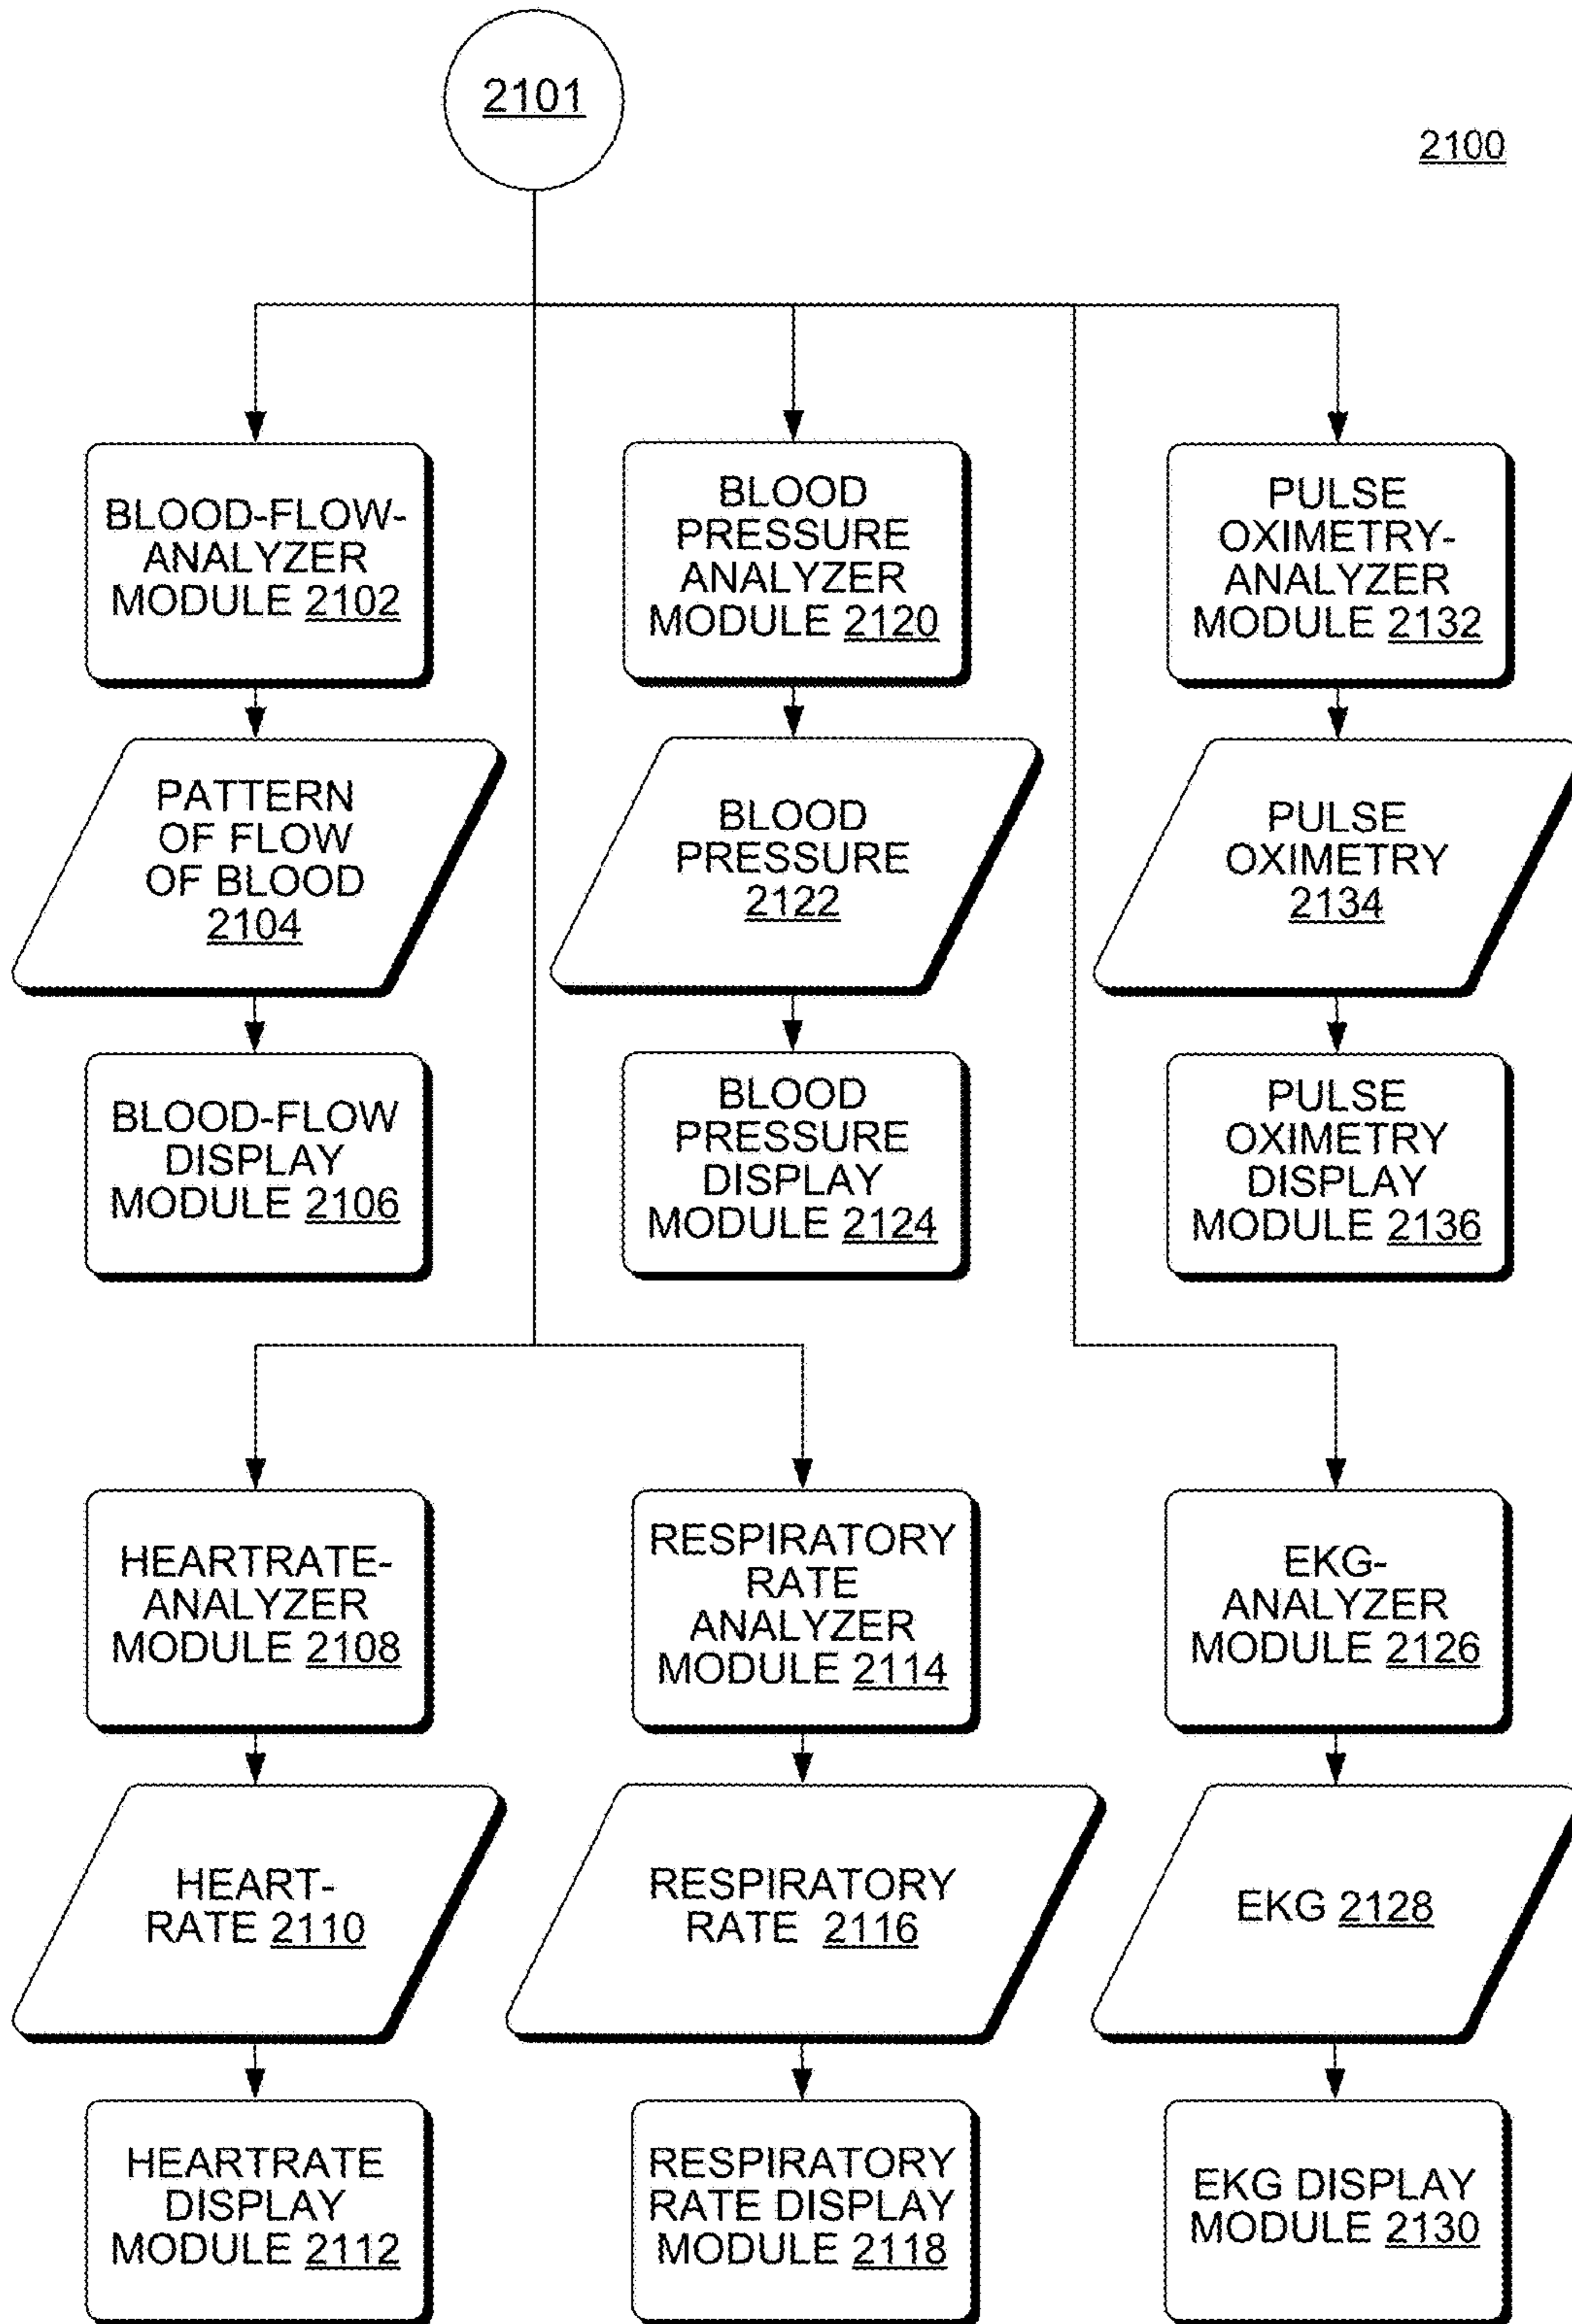 2101
2100
BLOOD-FLOW-
ANALYZER
MODULE 2102
BLOOD
PRESSURE
ANALYZER
MODULE 2120
PULSE
OXIMETRY-
ANALYZER
MODULE 2132
PATTERN
OF FLOW
OF BLOOD
2104
BLOOD
PRESSURE
2122
PULSE
OXIMETRY
2134
BLOOD-FLOW
DISPLAY
MODULE 2106
BLOOD
PRESSURE
DISPLAY
MODULE 2124
PULSE
OXIMETRY
DISPLAY
MODULE 2136
HEARTRATE-
ANALYZER
MODULE 2108
RESPIRATORY
RATE
ANALYZER
MODULE 2114
EKG-
ANALYZER
MODULE 2126
HEART-
RATE 2110
RESPIRATORY
RATE 2116
EKG 2128
HEARTRATE
DISPLAY
MODULE 2112
RESPIRATORY
RATE DISPLAY
MODULE 2118
EKG DISPLAY
MODULE 2130